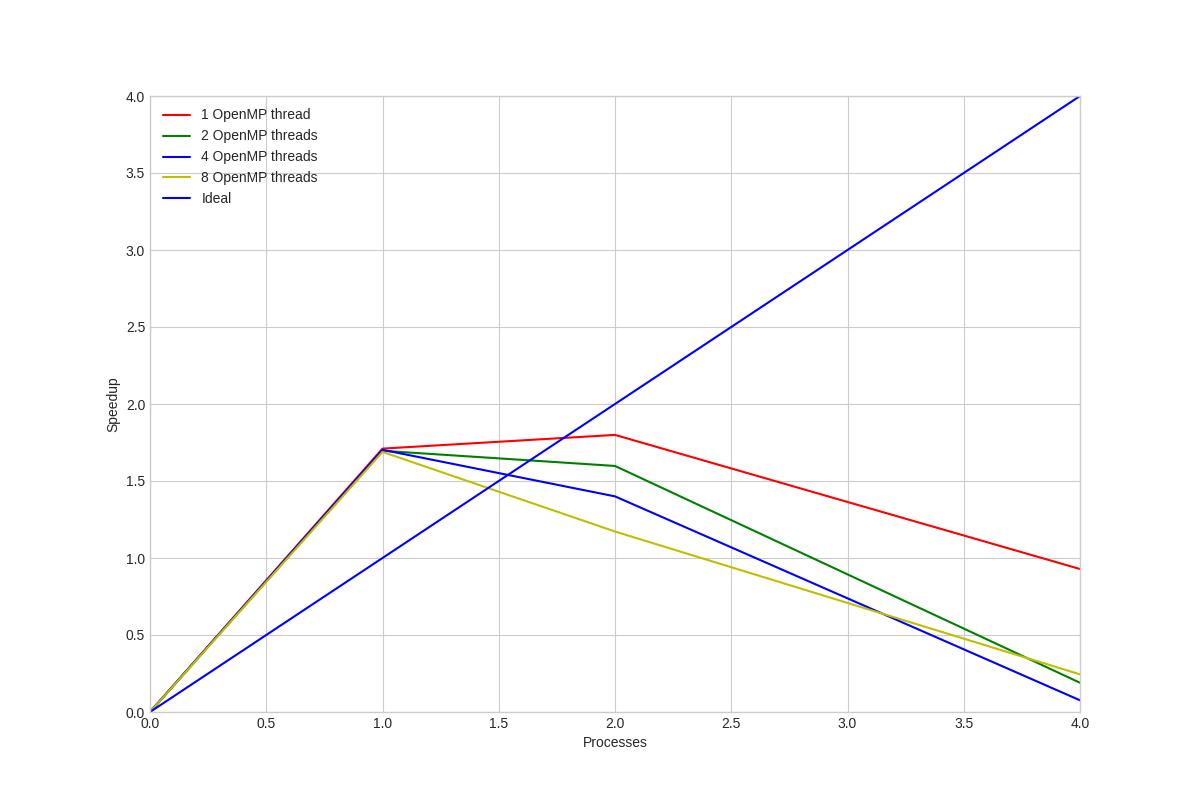 1 OpenMP thread
2 OpenMP threads
4 OpenMP threads
8 OpenMP threads
Ideal
4.0
3.5
3.0
2.5
2.0
1.5
1.0
0.5
0.0
Speedup
0.0 0.5 1.0 1.5 2.0 2.5 3.0 3.5 4.0
Processes